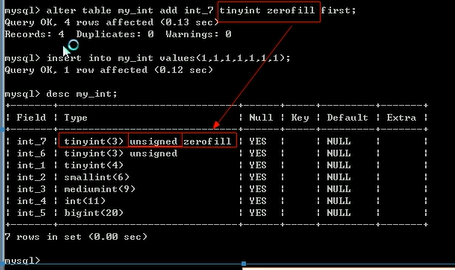 mysql> alter table my_int add int_7 tinyint zerofill first;
Query OK, 4 rows affected (0.13 sec)
Records: 4  Duplicates: 0  Warnings: 0
mysql> insert into my_int values(1,1,1,1,1,1,1);
Query OK, 1 row affected (0.12 sec)
mysql> desc my_int;
+-------+------------------------------+------+-----+---------+-------+
| Field | Type | Null | Key | Default | Extra |
+-------+------------------------------+------+-----+---------+-------+
| int_7 | tinyint(3) unsigned zerofill | YES | | NULL | |
| int_6 | tinyint(3) unsigned | YES | | NULL | |
| int_1 | tinyint(4) | YES | | NULL | |
| int_2 | smallint(6) | YES | | NULL | |
| int_3 | mediumint(9) | YES | | NULL | |
| int_4 | int(11) | YES | | NULL | |
| int_5 | bigint(20) | YES | | NULL | |
+-------+------------------------------+------+-----+---------+-------+
7 rows in set (0.00 sec)
mysql>